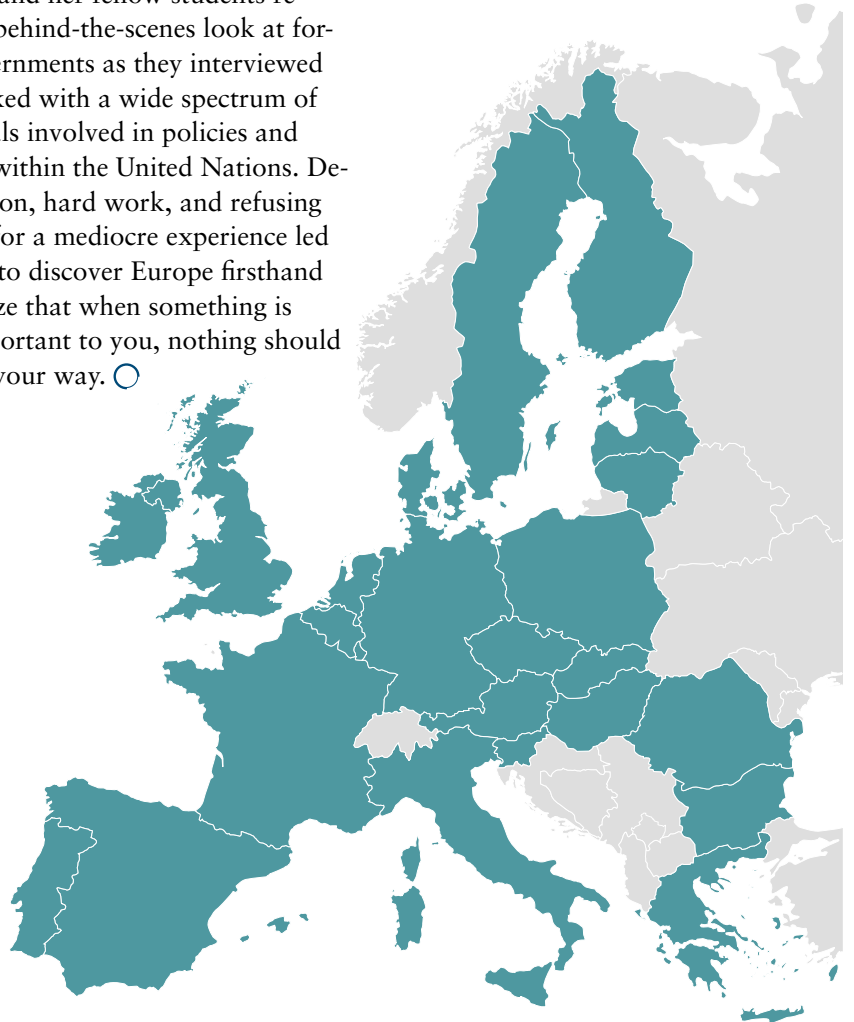 and her fellow students re-
behind-the-scenes look at for-
ernments as they interviewed
ked with a wide spectrum of
ls involved in policies and
within the United Nations. De-
on, hard work, and refusing
for a mediocre experience led
to discover Europe firsthand
ze that when something is
portant to you, nothing should
your way.